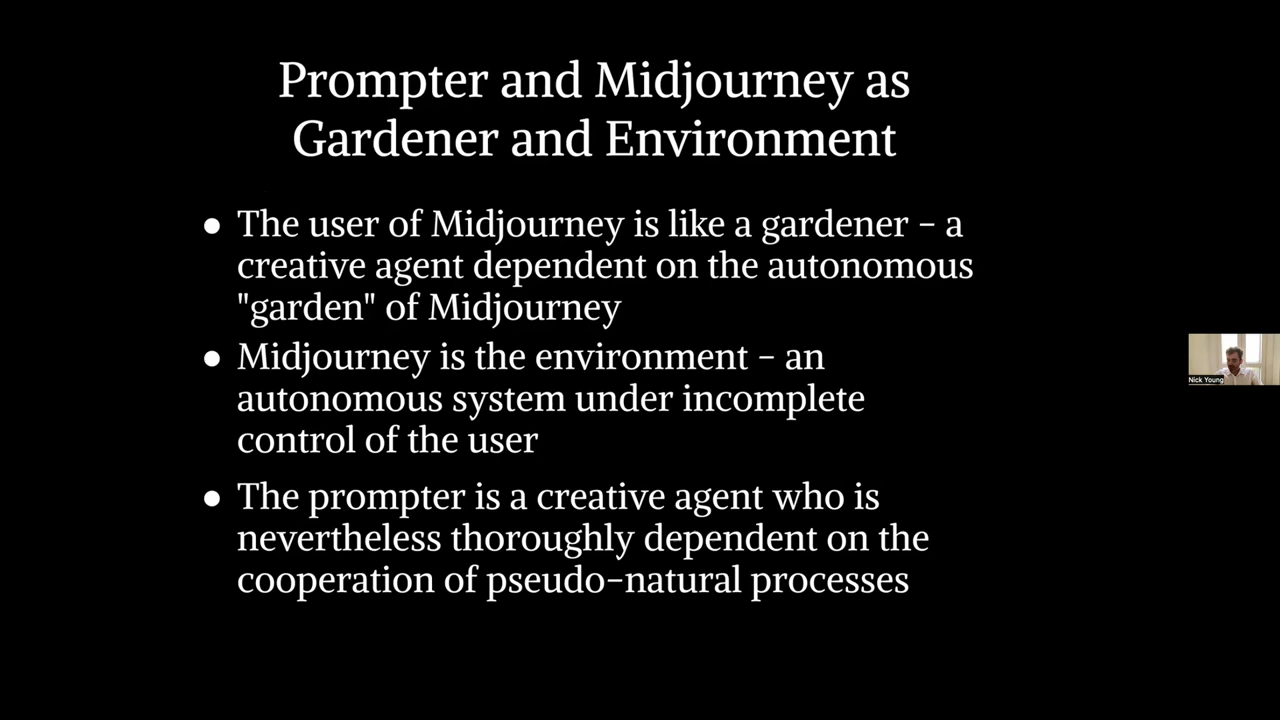 Prompter and Midjourney as
Gardener and Environment
● The user of Midjourney is like a gardener – a
creative agent dependent on the autonomous
"garden" of Midjourney
● Midjourney is the environment – an
autonomous system under incomplete
control of the user
● The prompter is a creative agent who is
nevertheless thoroughly dependent on the
cooperation of pseudo-natural processes
Nick Young